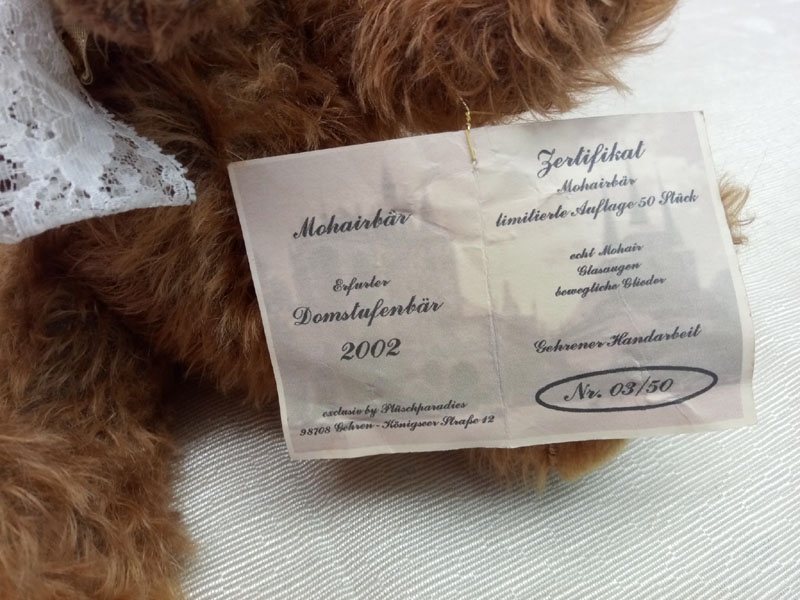 Mohairbär
Erfurter
Domstufenbär
2002
exclusiv by Plüschparadies
98708 Gehren - Königseer Straße 12
Zertifikat
Mohairbär
limitierte Auflage 50 Stück
echt Mohair
Glasaugen
bewegliche Glieder
Gehrener Handarbeit
Nr. 03/50